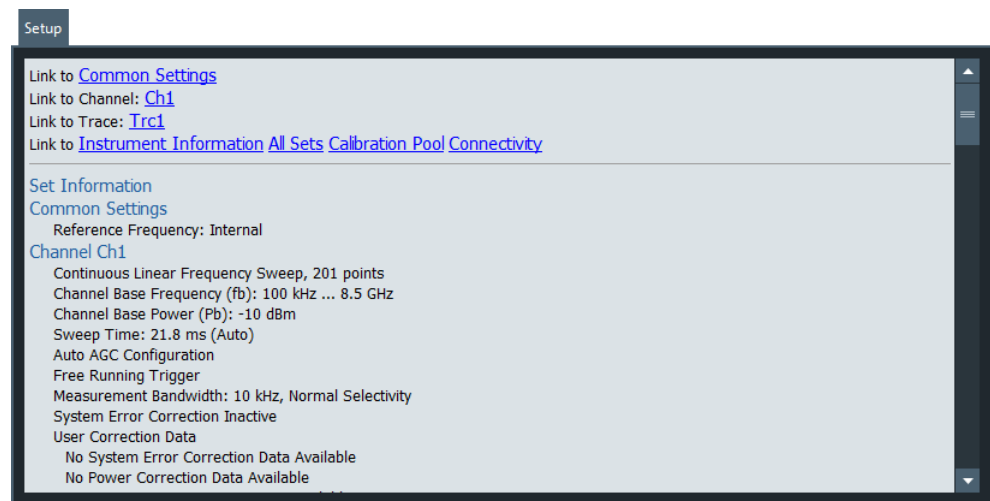 Setup
Link to Common Settings
Link to Channel: Ch1
Link to Trace: Trc1
Link to Instrument Information All Sets Calibration Pool Connectivity
Set Information
Common Settings
Reference Frequency: Internal
Channel Ch1
Continuous Linear Frequency Sweep, 201 points
Channel Base Frequency (fb): 100 kHz ... 8.5 GHz
Channel Base Power (Pb): -10 dBm
Sweep Time: 21.8 ms (Auto)
Auto AGC Configuration
Free Running Trigger
Measurement Bandwidth: 10 kHz, Normal Selectivity
System Error Correction Inactive
User Correction Data
No System Error Correction Data Available
No Power Correction Data Available